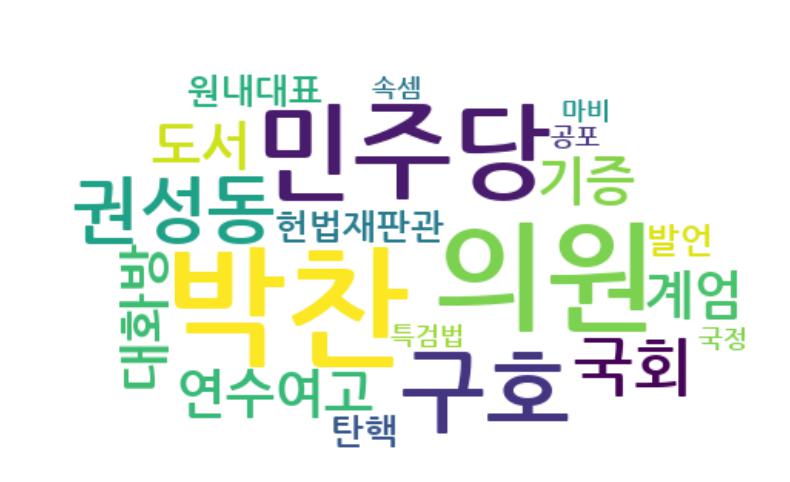 원내대표
속셈
민주당
마비
공포
도서
기증
권성동
헌법재판관
의원
발언
박찬
대화방
계엄
특검법
국정
국회
구호
연수여고
탄핵